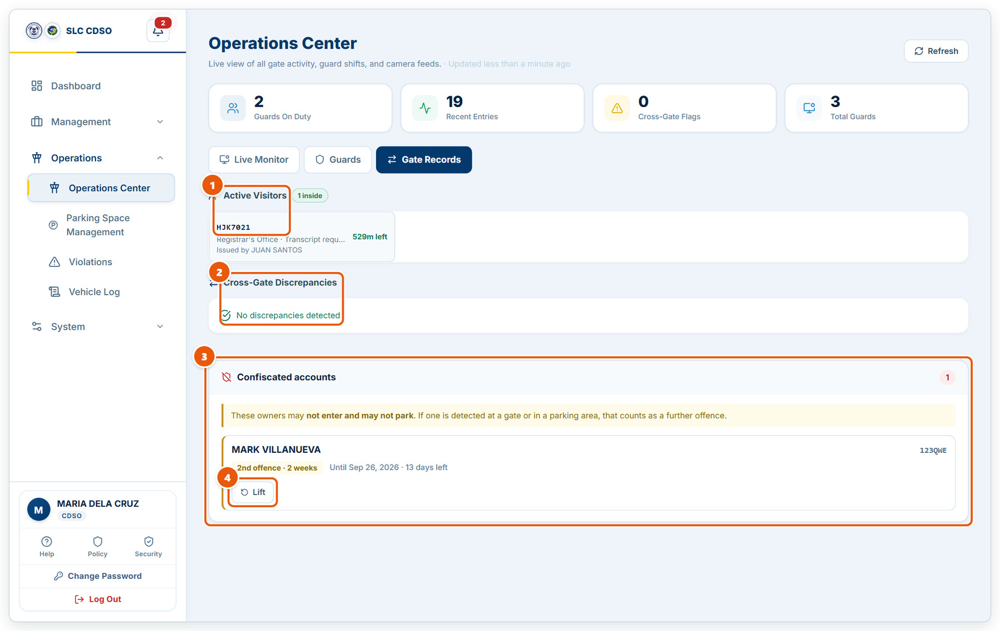 SLC CDSO
2
Dashboard
Management
Operations
Operations Center
Parking Space
Management
Violations
Vehicle Log
System
M
MARIA DELA CRUZ
CDSO
Help
Policy
Security
Change Password
Log Out
Operations Center
Live view of all gate activity, guard shifts, and camera feeds. · Updated less than a minute ago
Refresh
2
Guards On Duty
19
Recent Entries
0
Cross-Gate Flags
3
Total Guards
Live Monitor
Guards
Gate Records
1
Active Visitors
1 inside
HJK7021
Registrar's Office · Transcript requ...
529m left
Issued by JUAN SANTOS
2
Cross-Gate Discrepancies
No discrepancies detected
3
Confiscated accounts
1
These owners may not enter and may not park. If one is detected at a gate or in a parking area, that counts as a further offence.
MARK VILLANUEVA
123QWE
2nd offence · 2 weeks
Until Sep 26, 2026 · 13 days left
4
Lift